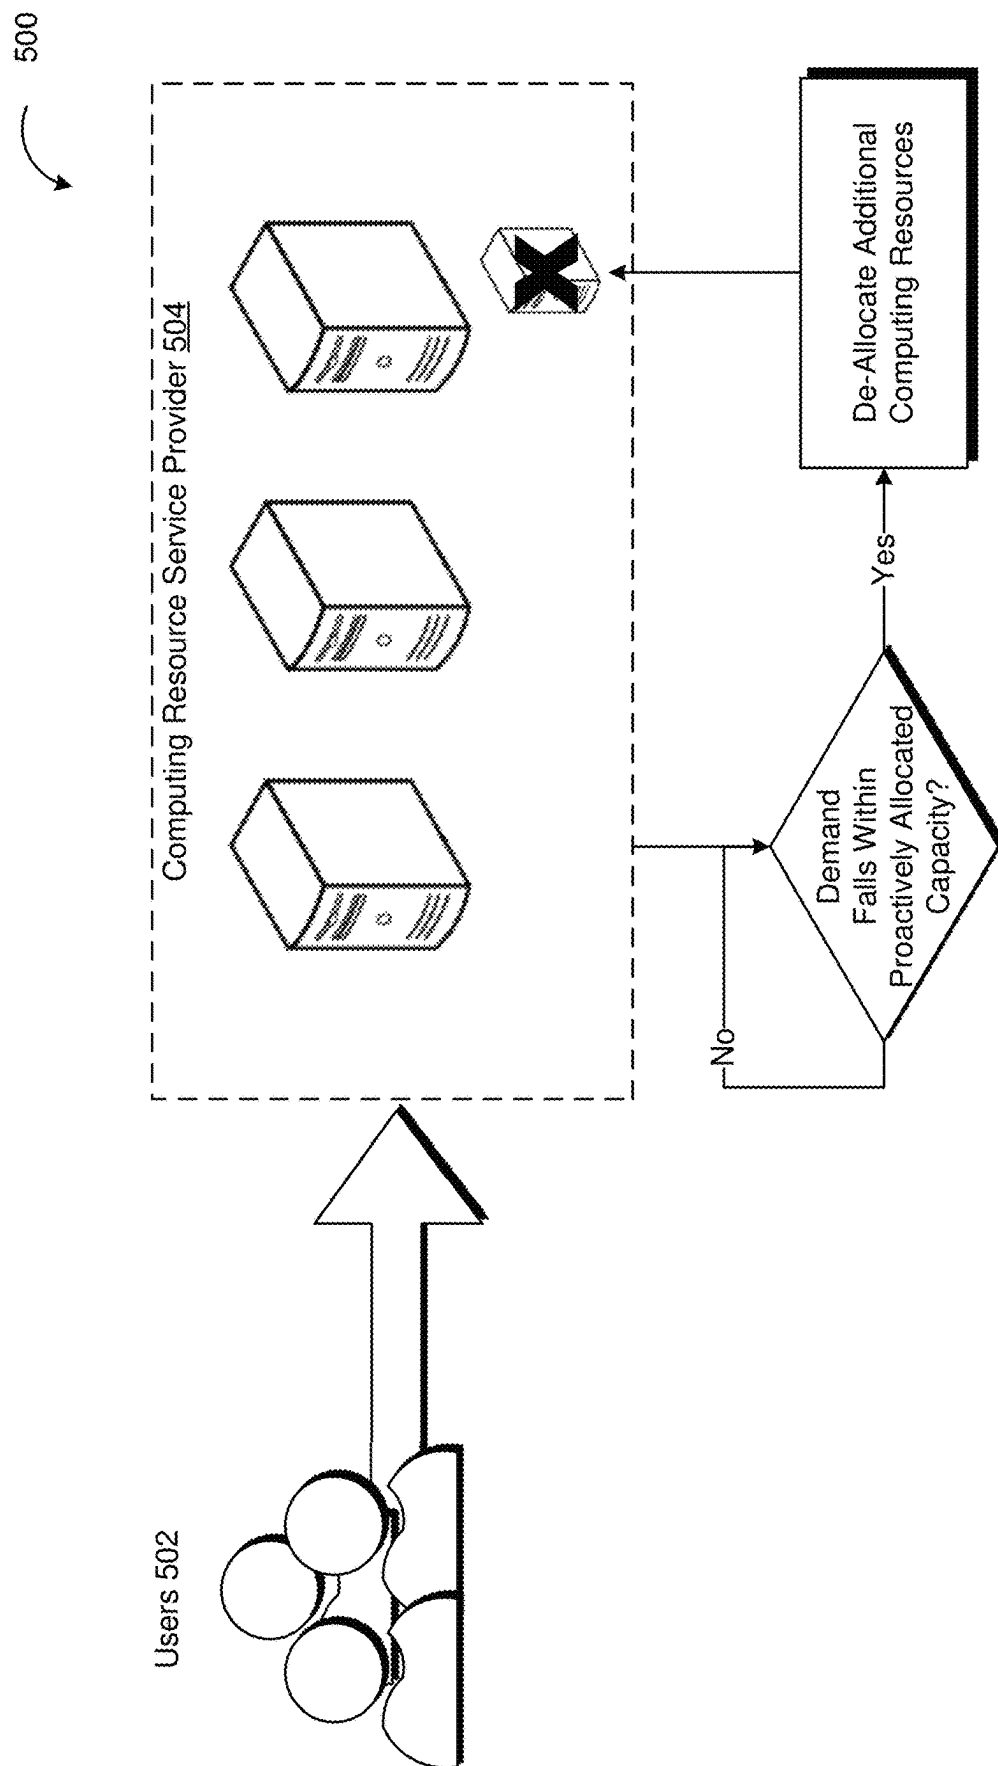 500
Users 502
Computing Resource Service Provider 504
No
Demand
Falls Within
Proactively Allocated
Capacity?
Yes
De-Allocate Additional
Computing Resources